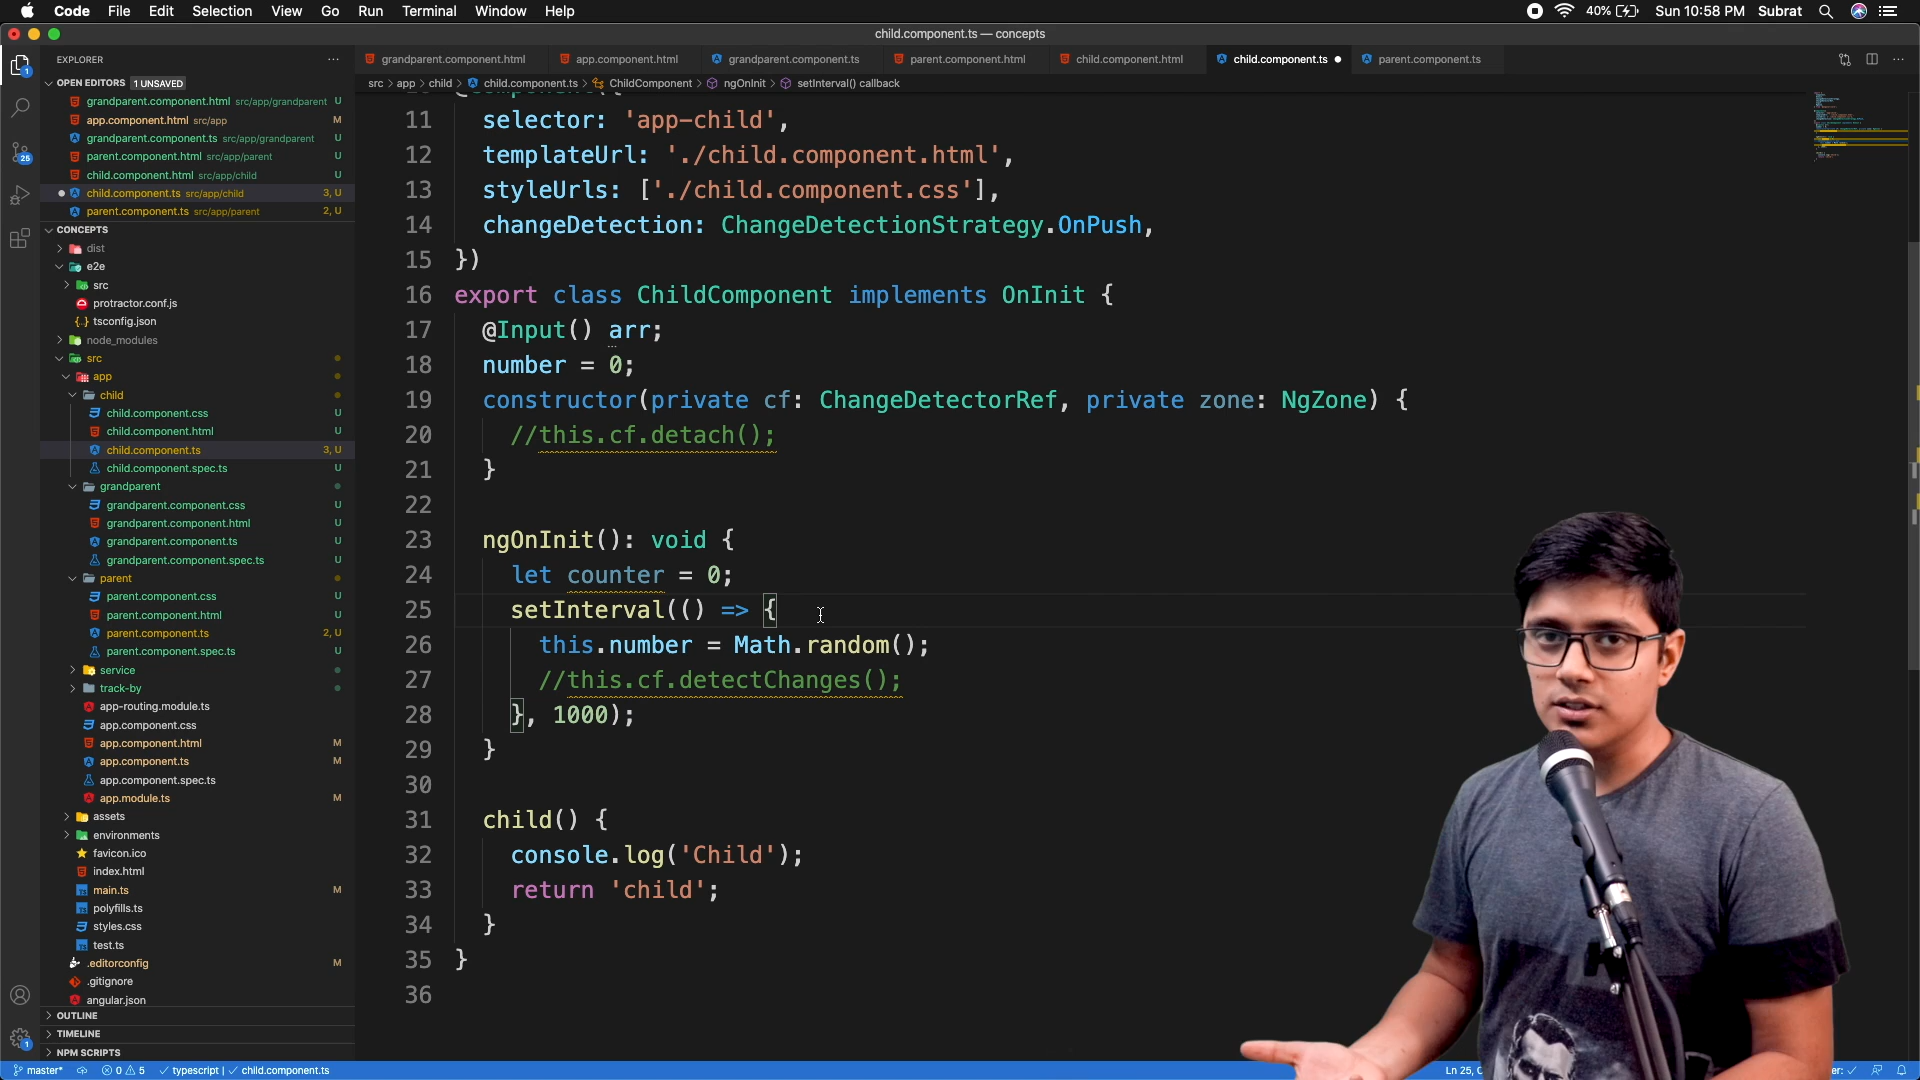 Code File Edit Selection View Go Run Terminal Window Help
40% Sun 10:58 PM Subrat
child.component.ts — concepts
EXPLORER
grandparent.component.html app.component.html grandparent.component.ts parent.component.html child.component.html child.component.ts parent.component.ts
src > app > child > child.component.ts > ChildComponent > ngOnInit > setInterval() callback
OPEN EDITORS 1 UNSAVED
grandparent.component.html src/app/grandparent U
app.component.html src/app M
grandparent.component.ts src/app/grandparent U
parent.component.html src/app/parent U
child.component.html src/app/child U
child.component.ts src/app/child 3, U
parent.component.ts src/app/parent 2, U
CONCEPTS
dist
e2e
src
protractor.conf.js
tsconfig.json
node_modules
src
app
child
child.component.css U
child.component.html U
child.component.ts 3, U
child.component.spec.ts U
grandparent
grandparent.component.css U
grandparent.component.html U
grandparent.component.ts U
grandparent.component.spec.ts U
parent
parent.component.css U
parent.component.html U
parent.component.ts 2, U
parent.component.spec.ts U
service
track-by
app-routing.module.ts
app.component.css
app.component.html M
app.component.ts M
app.component.spec.ts
app.module.ts M
assets
environments
favicon.ico
index.html
main.ts M
polyfills.ts
styles.css
test.ts
.editorconfig M
.gitignore
angular.json
OUTLINE
TIMELINE
NPM SCRIPTS
11 selector: 'app-child',
12 templateUrl: './child.component.html',
13 styleUrls: ['./child.component.css'],
14 changeDetection: ChangeDetectionStrategy.OnPush,
15 })
16 export class ChildComponent implements OnInit {
17 @Input() arr;
18 number = 0;
19 constructor(private cf: ChangeDetectorRef, private zone: NgZone) {
20 //this.cf.detach();
21 }
22
23 ngOnInit(): void {
24 let counter = 0;
25 setInterval(() => {
26 this.number = Math.random();
27 //this.cf.detectChanges();
28 }, 1000);
29 }
30
31 child() {
32 console.log('Child');
33 return 'child';
34 }
35 }
36
master* 0 5 typescript | child.component.ts Ln 25,
1
25
1